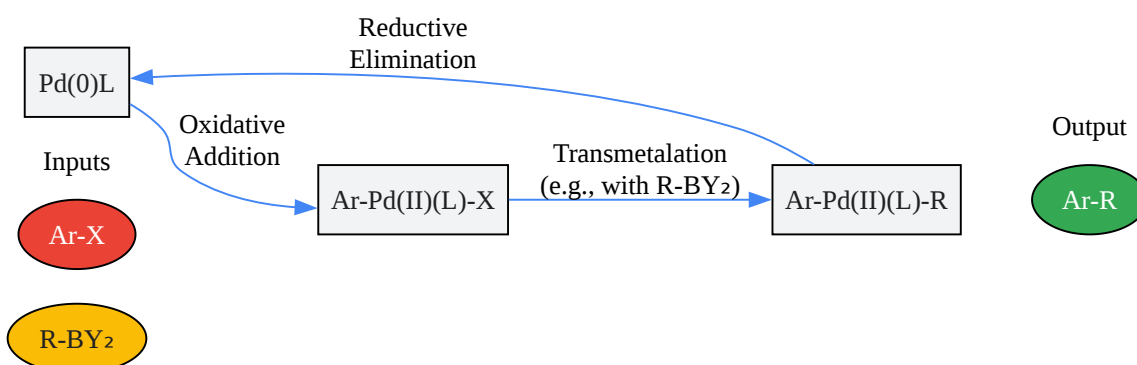 Reductive
Elimination
Pd(0)L
Oxidative
Addition
Inputs
Transmetalation
(e.g., with R-BY₂)
Output
Ar-X
Ar-Pd(II)(L)-X
Ar-Pd(II)(L)-R
Ar-R
R-BY₂